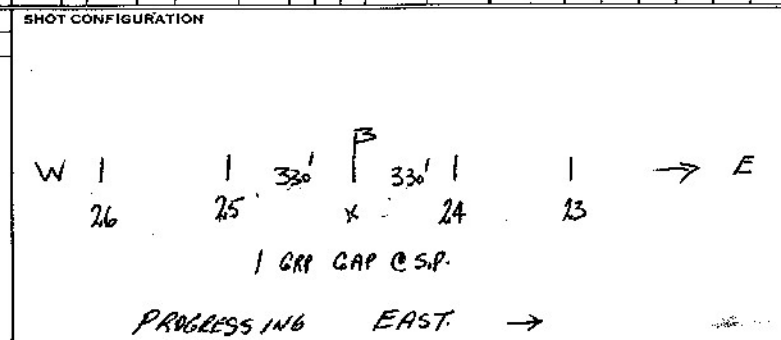 SHOT CONFIGURATION
W | | 330' | 330' | | → E
26 25 x 24 23
1 GRP GAP @ S.P.
PROGRESSING EAST. →